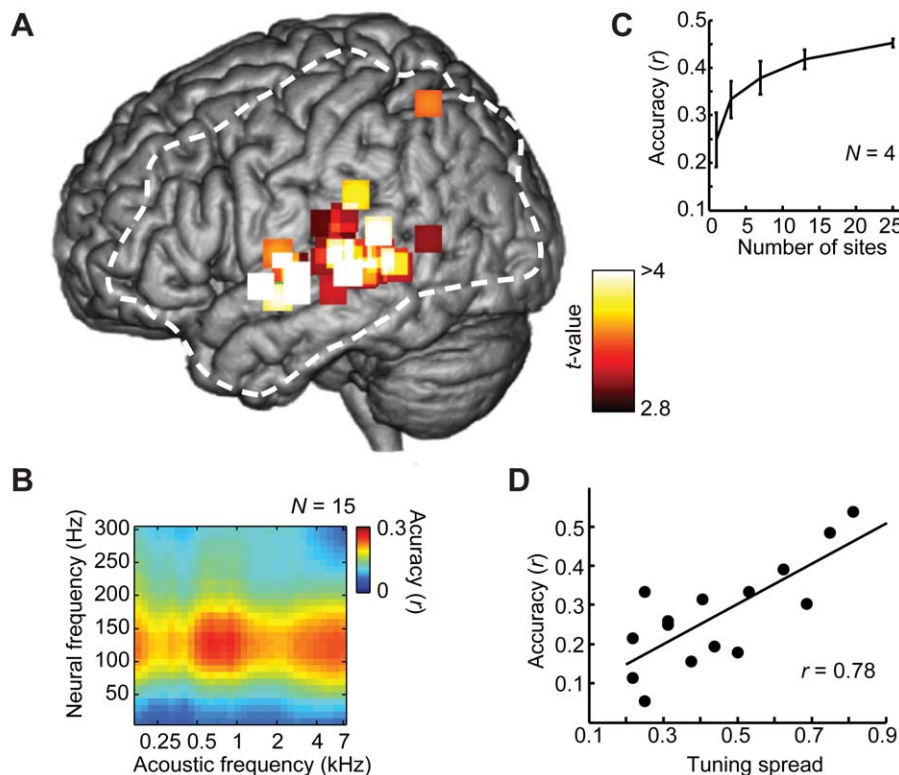 A
>4
t-value
2.8
C
0.5
0.4
0.3
0.2
0.1
Accuracy (r)
N = 4
0 5 10 15 20 25
Number of sites
B
N = 15
300
250
200
150
100
50
Neural frequency (Hz)
0.25 0.5 1 2 4 7
Acoustic frequency (kHz)
0.3
0
Acuracy (r)
D
0.5
0.4
0.3
0.2
0.1
Accuracy (r)
r = 0.78
0.1 0.3 0.5 0.7 0.9
Tuning spread